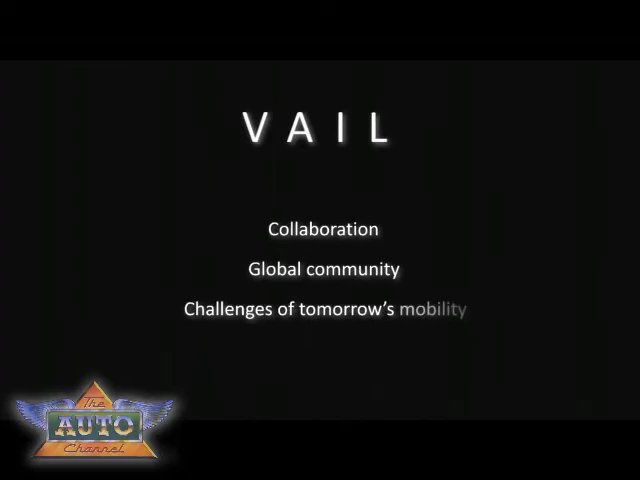 V A I L
Collaboration
Global community
Challenges of tomorrow's mobility
The
AUTO
Channel